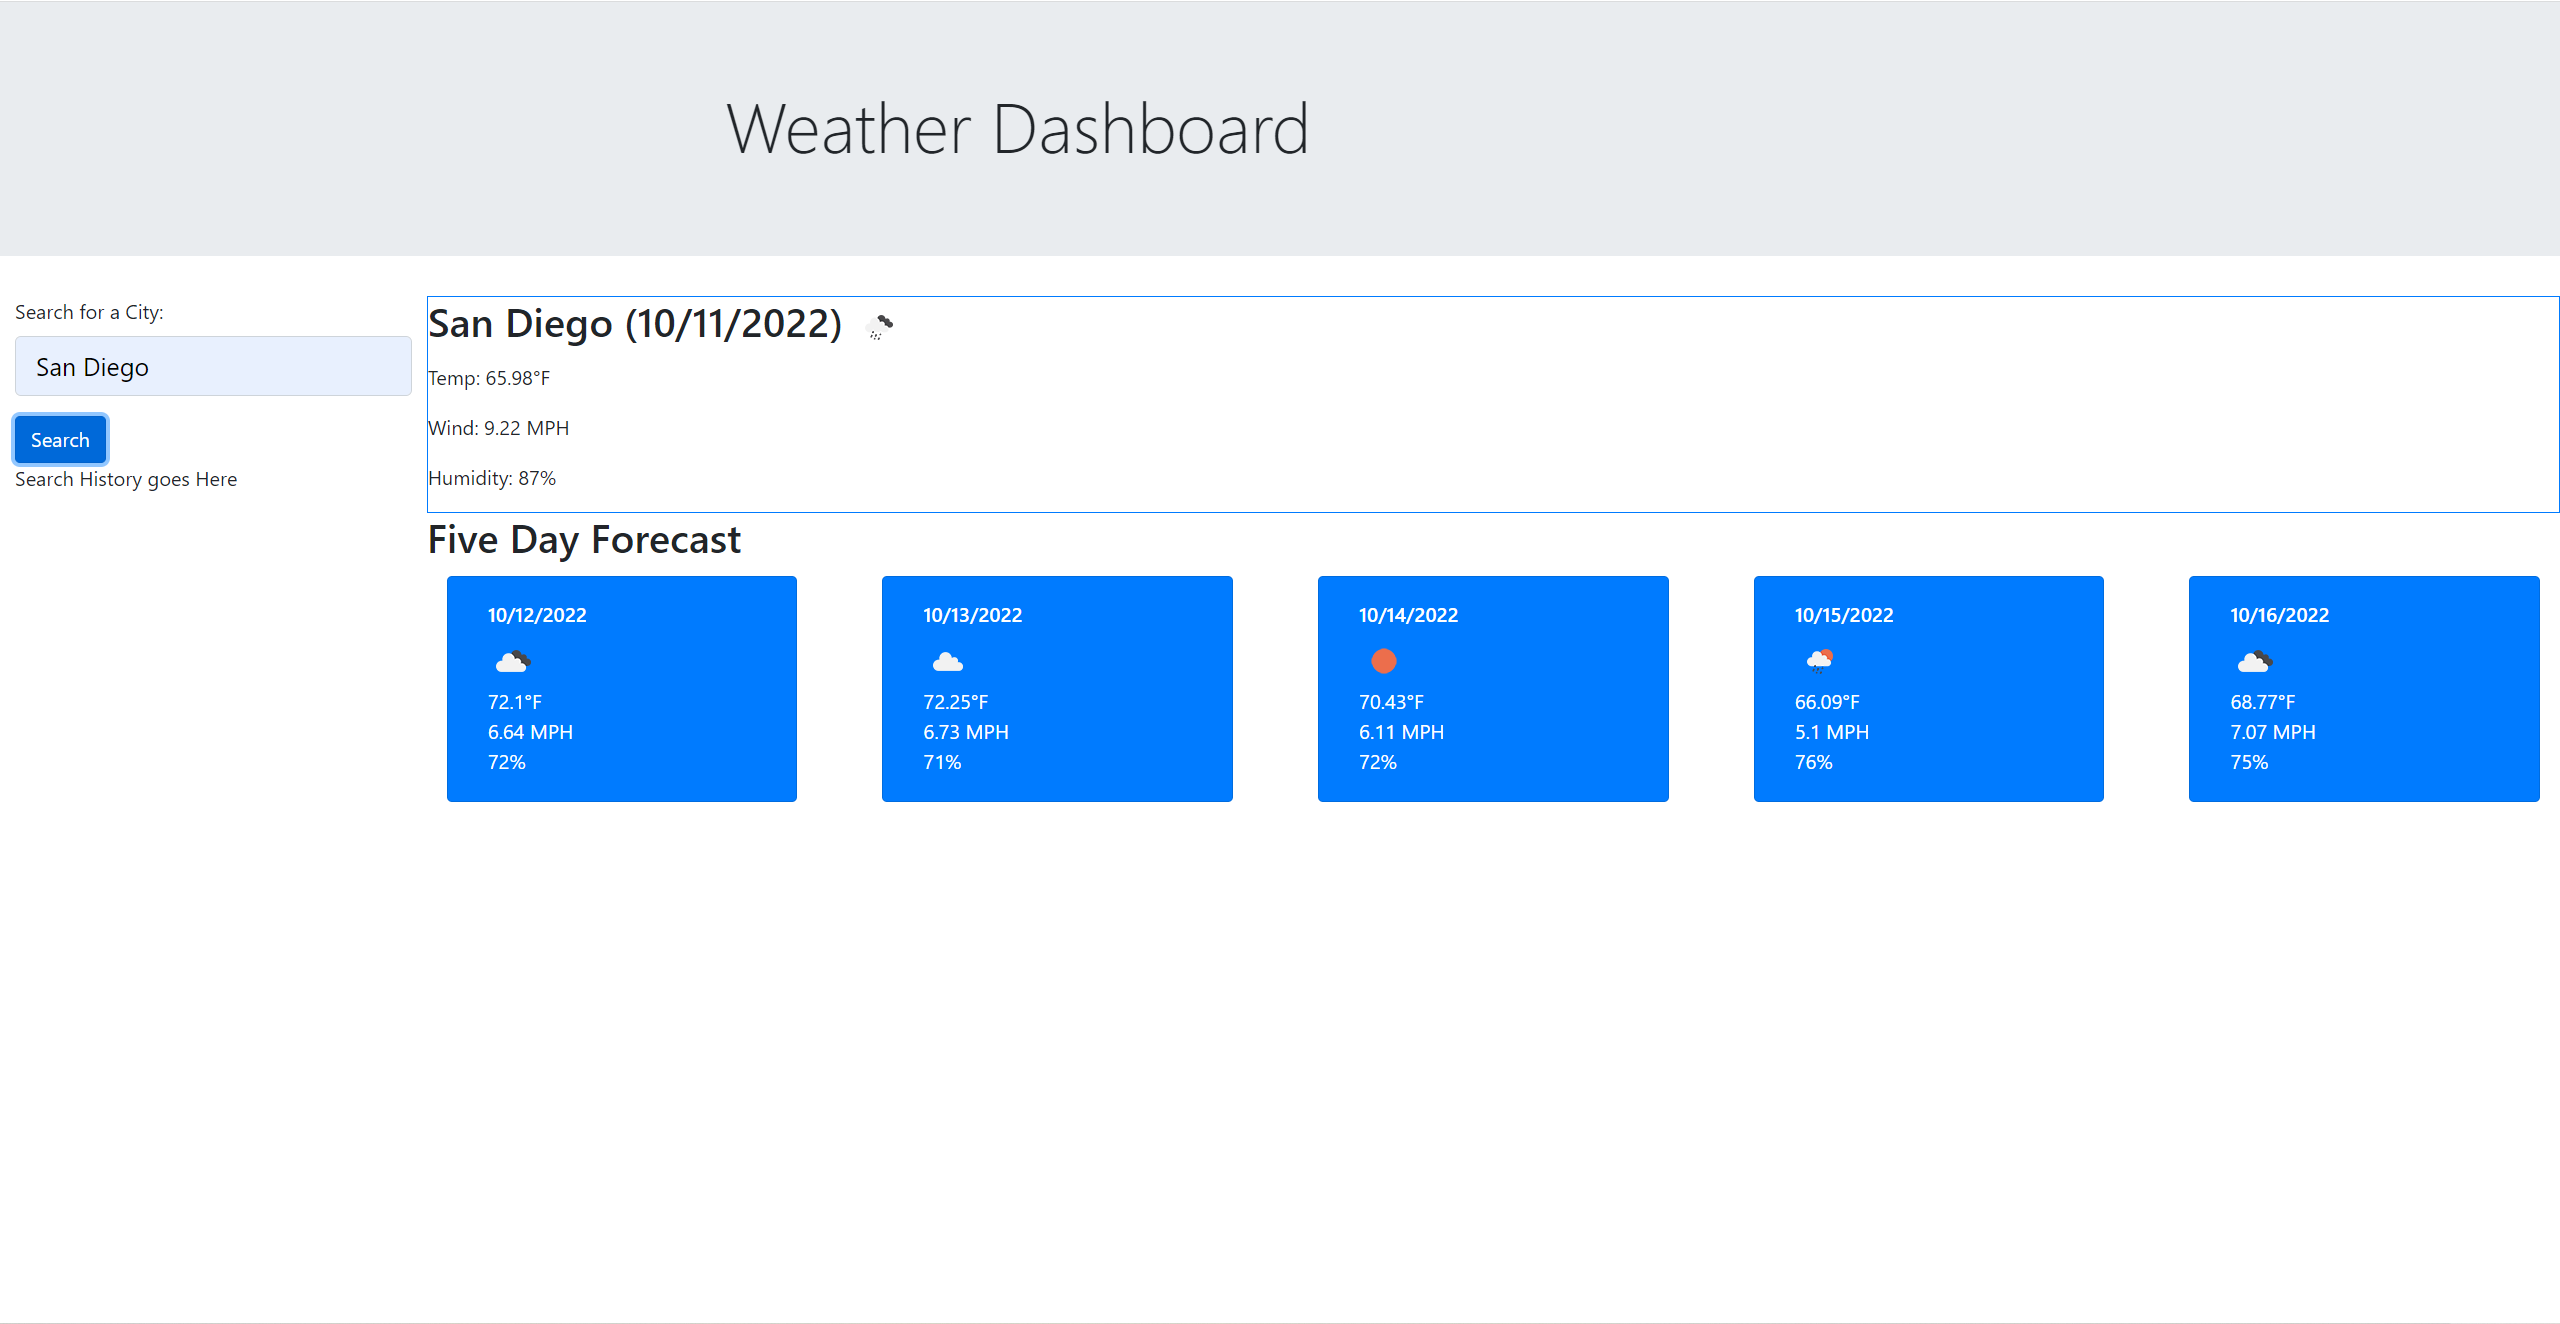 Weather Dashboard
Search for a City:
San Diego
Search
Search History goes Here
San Diego (10/11/2022)
Temp: 65.98°F
Wind: 9.22 MPH
Humidity: 87%
Five Day Forecast
10/12/2022
72.1°F
6.64 MPH
72%
10/13/2022
72.25°F
6.73 MPH
71%
10/14/2022
70.43°F
6.11 MPH
72%
10/15/2022
66.09°F
5.1 MPH
76%
10/16/2022
68.77°F
7.07 MPH
75%